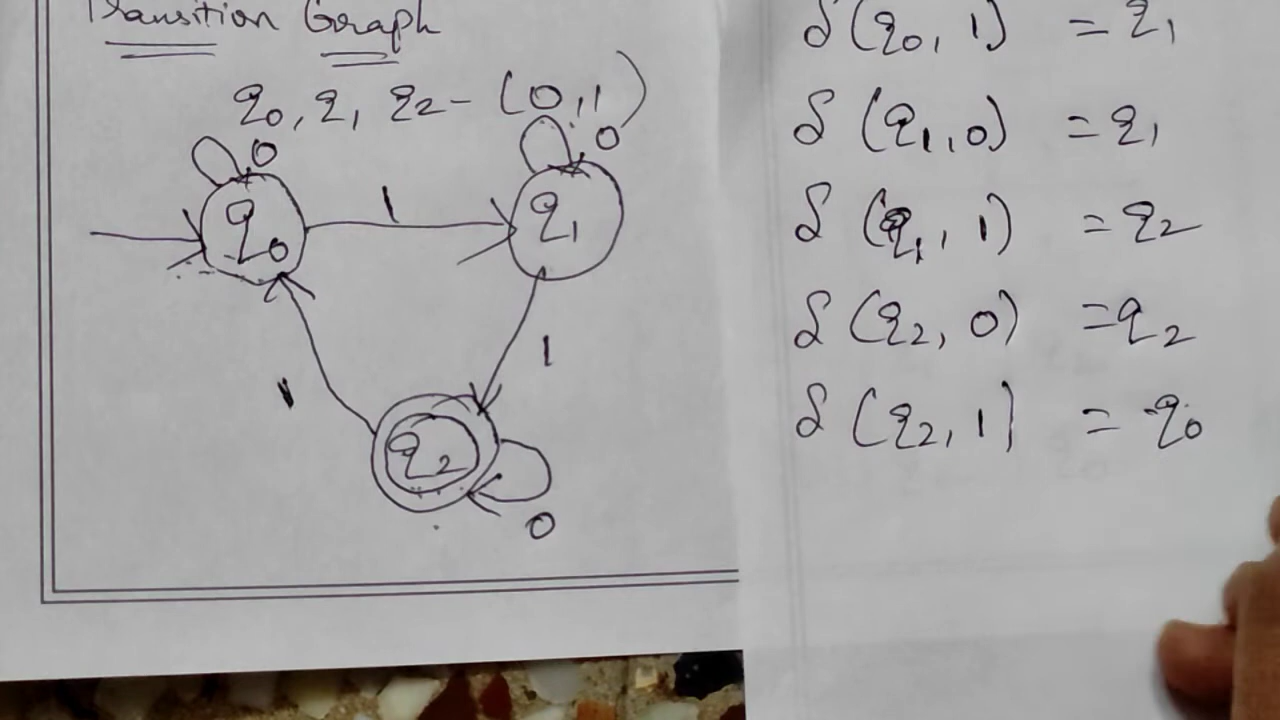 Transition Graph
q0, q1 q2 - (0,1)
0
0
q0
1
q1
1
1
q2
0
δ(q0, 1) = q1
δ(q1, 0) = q1
δ(q1, 1) = q2
δ(q2, 0) = q2
δ(q2, 1) = q0